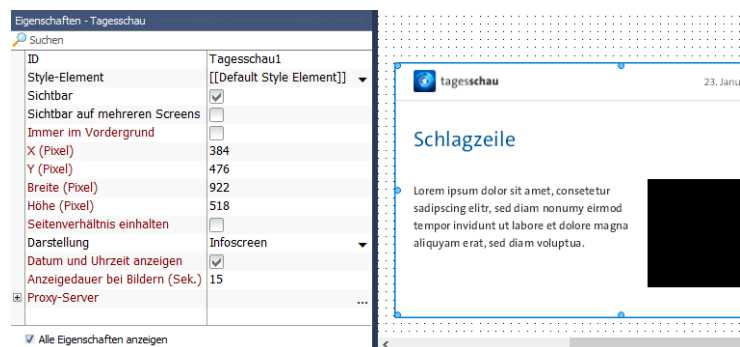 Eigenschaften - Tagesschau
Suchen
ID Tagesschau1
Style-Element [[Default Style Element]]
Sichtbar
Sichtbar auf mehreren Screens
Immer im Vordergrund
X (Pixel) 384
Y (Pixel) 476
Breite (Pixel) 922
Höhe (Pixel) 518
Seitenverhältnis einhalten
Darstellung Infoscreen
Datum und Uhrzeit anzeigen
Anzeigedauer bei Bildern (Sek.) 15
Proxy-Server ...
Alle Eigenschaften anzeigen
tagesschau 23. Janu
Schlagzeile
Lorem ipsum dolor sit amet, consetetur
sadipscing elitr, sed diam nonumy eirmod
tempor invidunt ut labore et dolore magna
aliquyam erat, sed diam voluptua.